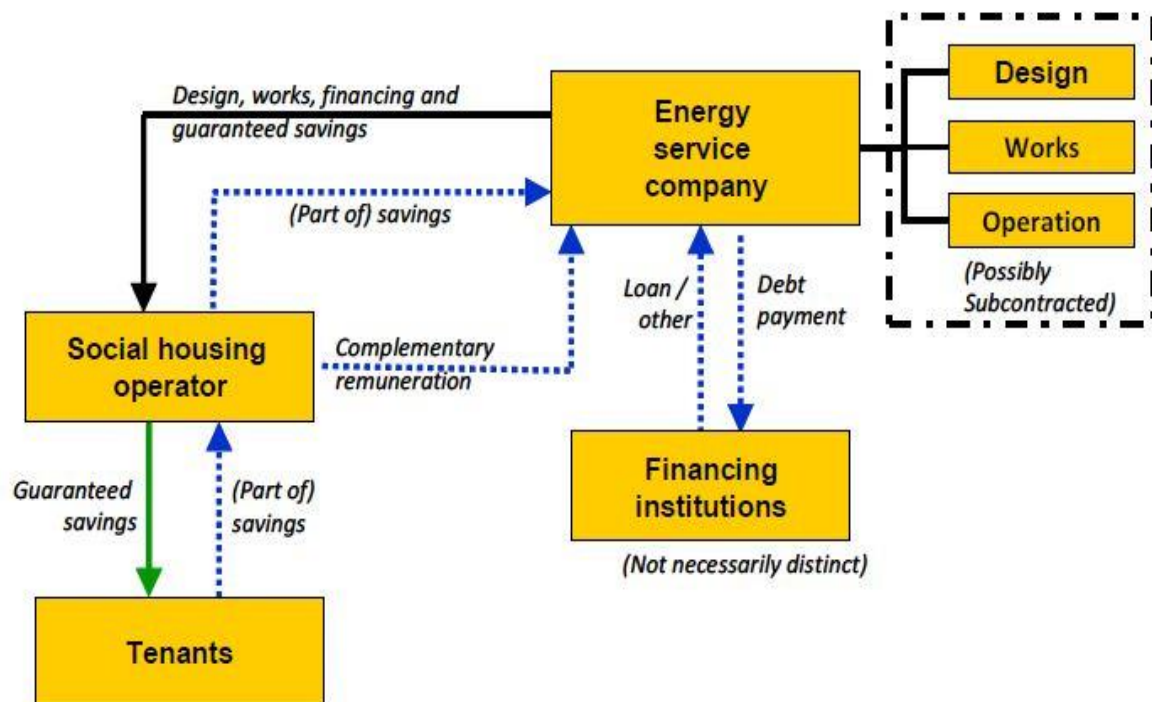 Design, works, financing and
guaranteed savings
Energy
service
company
Design
Works
Operation
(Possibly
Subcontracted)
(Part of) savings
Loan /
other
Debt
payment
Social housing
operator
Complementary
remuneration
Financing
institutions
(Not necessarily distinct)
Guaranteed
savings
(Part of)
savings
Tenants